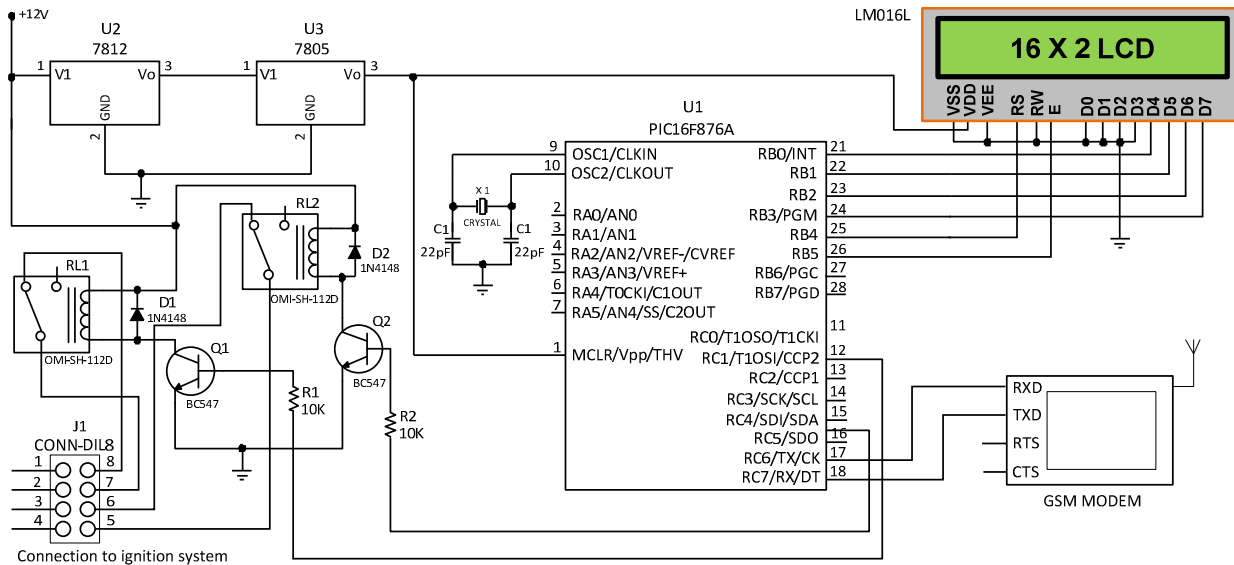 +12V
U2
7812
1 V1 Vo 3
GND
2
U3
7805
1 V1 Vo 3
GND
2
LM016L
16 X 2 LCD
VSS VDD VEE RS RW E D0 D1 D2 D3 D4 D5 D6 D7
U1
PIC16F876A
9 OSC1/CLKIN
10 OSC2/CLKOUT
2 RA0/AN0
3 RA1/AN1
4 RA2/AN2/VREF-/CVREF
5 RA3/AN3/VREF+
6 RA4/T0CKI/C1OUT
7 RA5/AN4/SS/C2OUT
1 MCLR/Vpp/THV
RB0/INT 21
RB1 22
RB2 23
RB3/PGM 24
RB4 25
RB5 26
RB6/PGC 27
RB7/PGD 28
RC0/T1OSO/T1CKI 11
RC1/T1OSI/CCP2 12
RC2/CCP1 13
RC3/SCK/SCL 14
RC4/SDI/SDA 15
RC5/SDO 16
RC6/TX/CK 17
RC7/RX/DT 18
X 1
CRYSTAL
C1
22pF
C1
22pF
RL2
D2
1N4148
OMI-SH-112D
RL1
D1
1N4148
OMI-SH-112D
Q1
BC547
Q2
BC547
R1
10K
R2
10K
J1
CONN-DIL8
1 8
2 7
3 6
4 5
Connection to ignition system
RXD
TXD
RTS
CTS
GSM MODEM